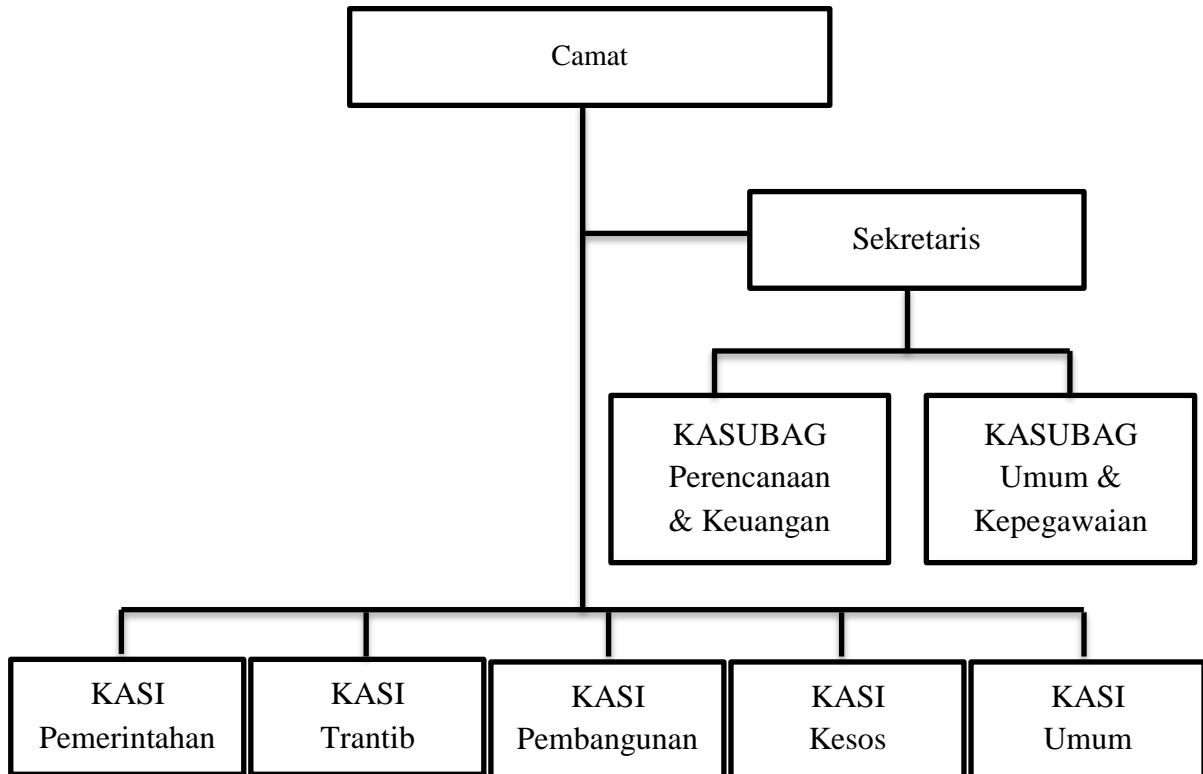 Camat
Sekretaris
KASUBAG
Perencanaan
& Keuangan
KASUBAG
Umum &
Kepegawaian
KASI
Pemerintahan
KASI
Trantib
KASI
Pembangunan
KASI
Kesos
KASI
Umum